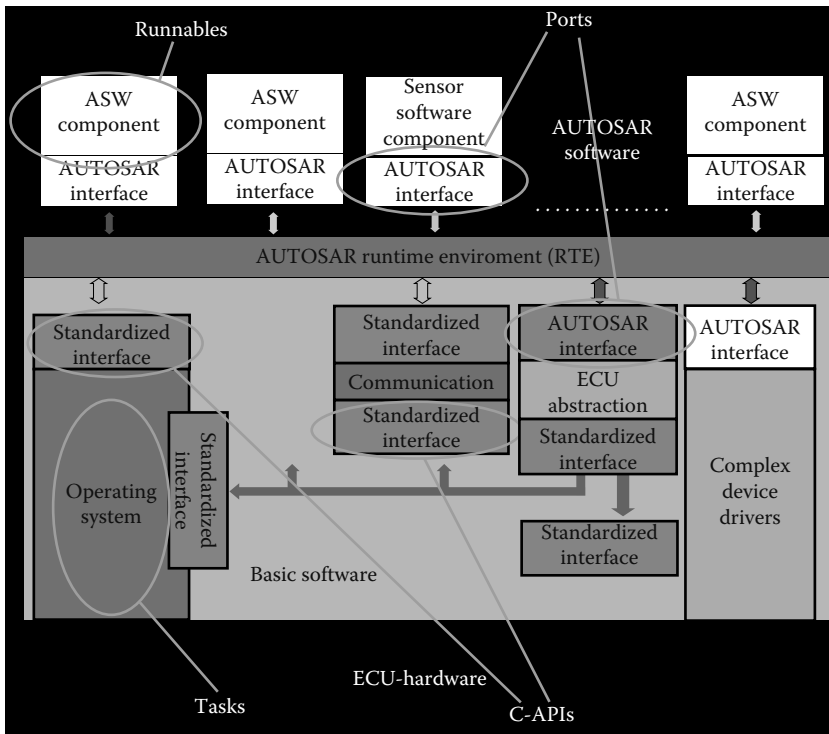 Runnables
Ports
ASW
component
AUTOSAR
interface
ASW
component
AUTOSAR
interface
Sensor
software
component
AUTOSAR
interface
AUTOSAR
software
ASW
component
AUTOSAR
interface
AUTOSAR runtime enviroment (RTE)
Standardized
interface
Operating
system
Standardized
interface
Standardized
interface
Communication
Standardized
interface
AUTOSAR
interface
ECU
abstraction
Standardized
interface
Standardized
interface
AUTOSAR
interface
Complex
device
drivers
Basic software
ECU-hardware
Tasks
C-APIs